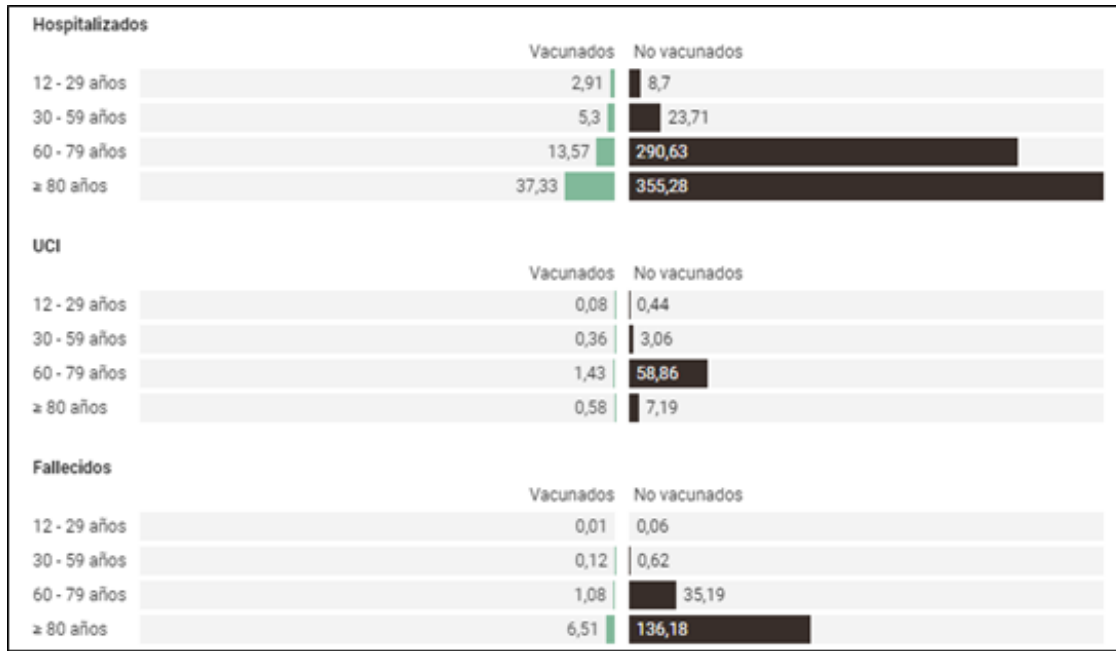 Hospitalizados
Vacunados No vacunados
12 - 29 años 2,91 8,7
30 - 59 años 5,3 23,71
60 - 79 años 13,57 290,63
≥ 80 años 37,33 355,28
UCI
Vacunados No vacunados
12 - 29 años 0,08 0,44
30 - 59 años 0,36 3,06
60 - 79 años 1,43 58,86
≥ 80 años 0,58 7,19
Fallecidos
Vacunados No vacunados
12 - 29 años 0,01 0,06
30 - 59 años 0,12 0,62
60 - 79 años 1,08 35,19
≥ 80 años 6,51 136,18